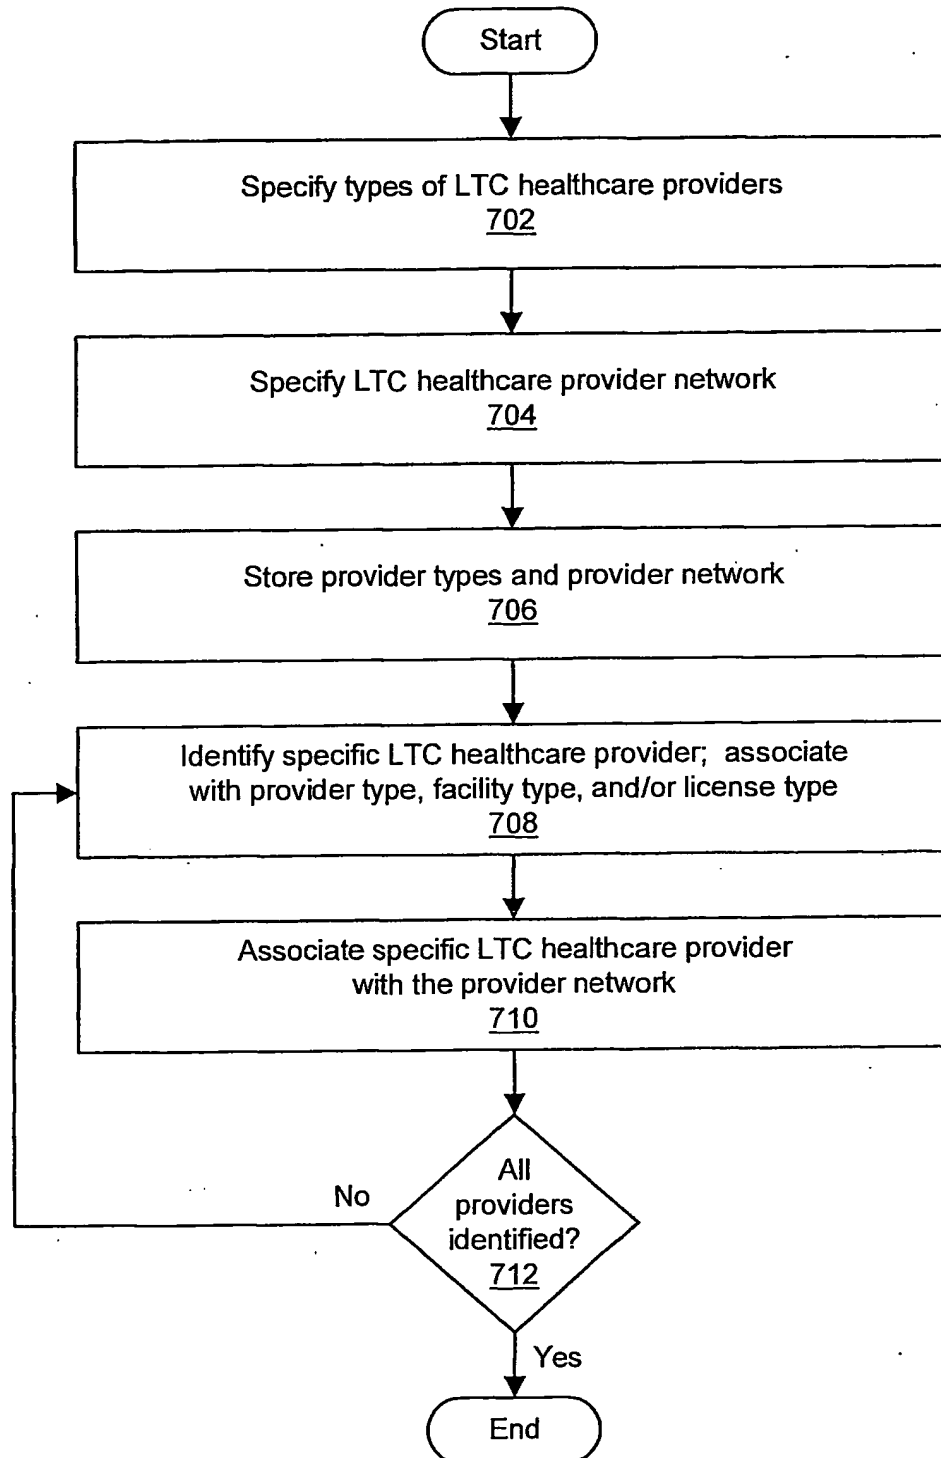 Start
Specify types of LTC healthcare providers
702
Specify LTC healthcare provider network
704
Store provider types and provider network
706
Identify specific LTC healthcare provider; associate
with provider type, facility type, and/or license type
708
Associate specific LTC healthcare provider
with the provider network
710
All
providers
identified?
712
No
Yes
End